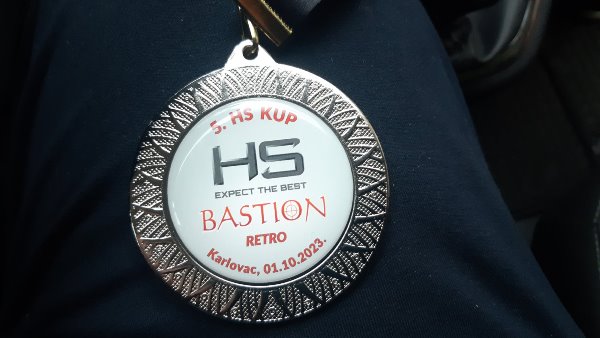 5. HS KUP
HS
EXPECT THE BEST
BASTION
RETRO
Karlovac, 01.10.2023.